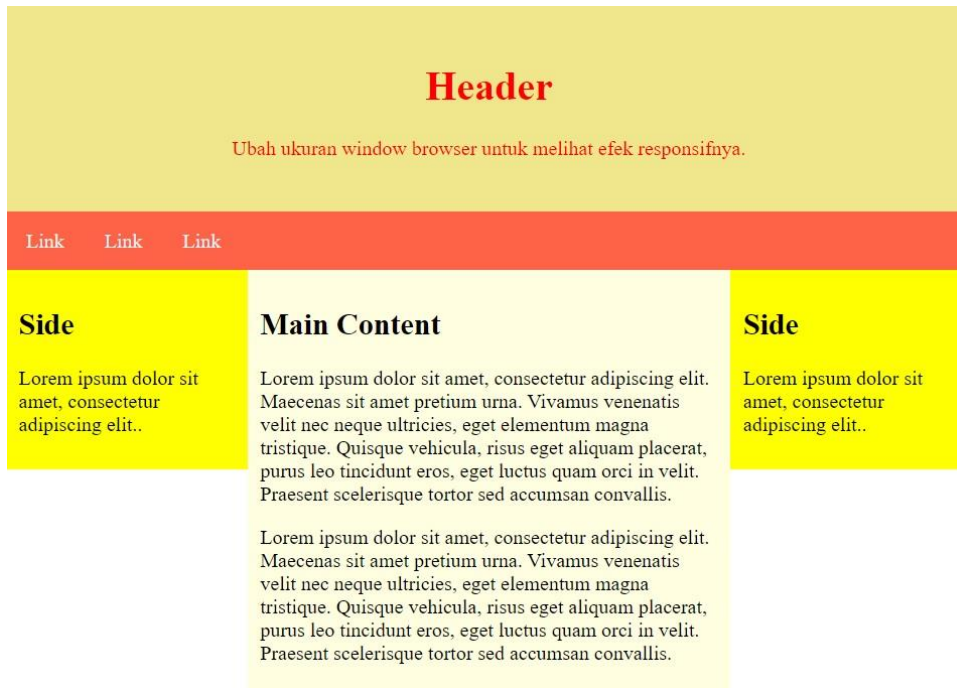 Header
Ubah ukuran window browser untuk melihat efek responsifnya.
Link Link Link
Side
Lorem ipsum dolor sit
amet, consectetur
adipiscing elit..
Main Content
Lorem ipsum dolor sit amet, consectetur adipiscing elit.
Maecenas sit amet pretium urna. Vivamus venenatis
velit nec neque ultricies, eget elementum magna
tristique. Quisque vehicula, risus eget aliquam placerat,
purus leo tincidunt eros, eget luctus quam orci in velit.
Praesent scelerisque tortor sed accumsan convallis.
Lorem ipsum dolor sit amet, consectetur adipiscing elit.
Maecenas sit amet pretium urna. Vivamus venenatis
velit nec neque ultricies, eget elementum magna
tristique. Quisque vehicula, risus eget aliquam placerat,
purus leo tincidunt eros, eget luctus quam orci in velit.
Praesent scelerisque tortor sed accumsan convallis.
Side
Lorem ipsum dolor sit
amet, consectetur
adipiscing elit..